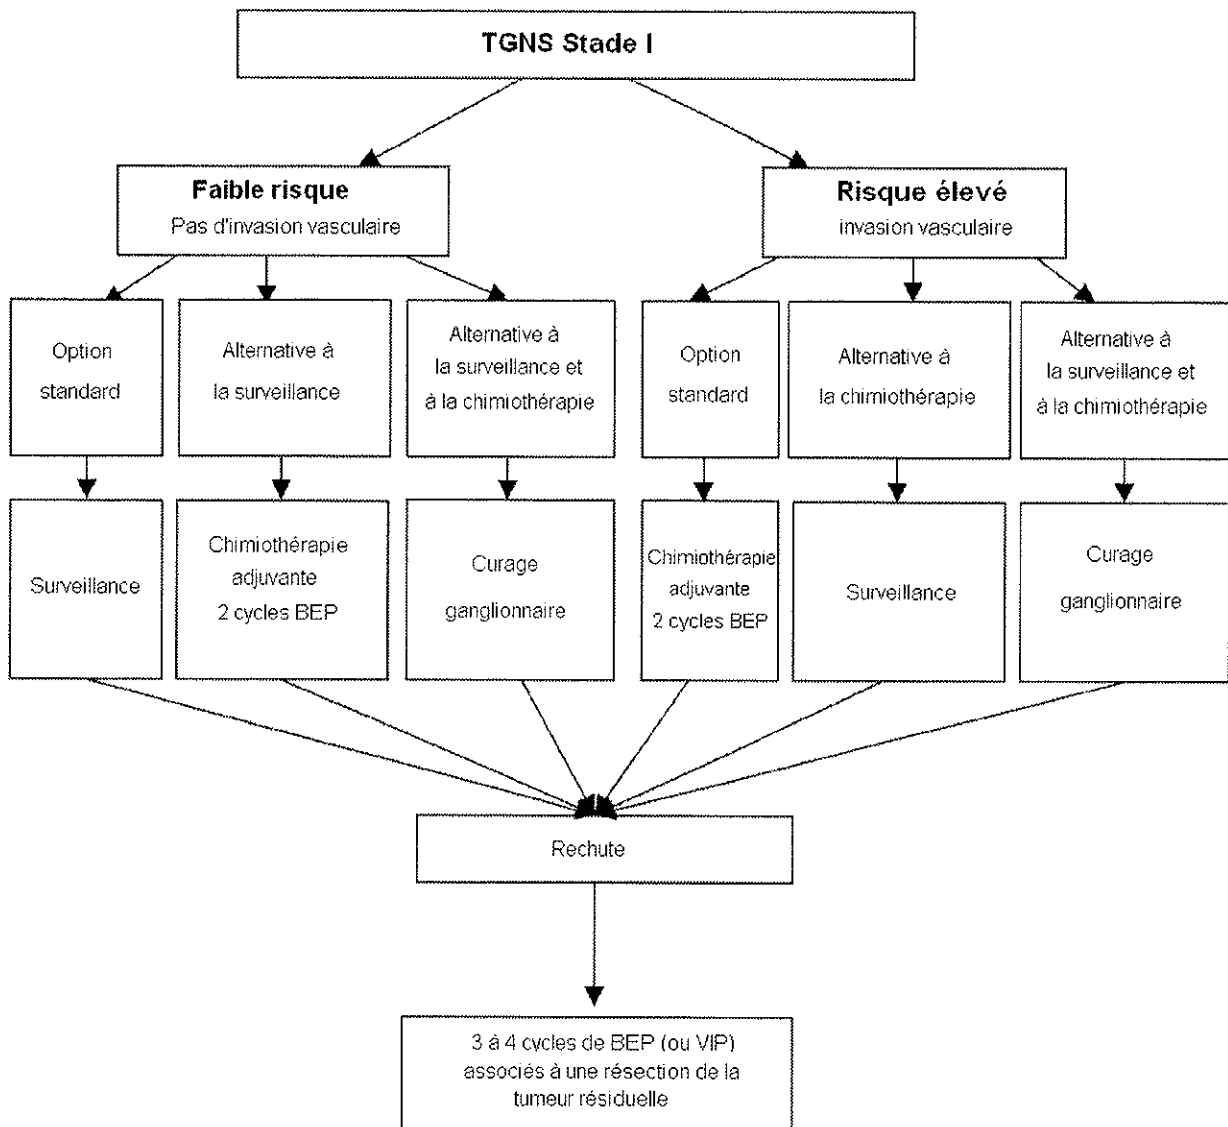 TGNS Stade I
Faible risque
Pas d'invasion vasculaire
Risque élevé
invasion vasculaire
Option
standard
Alternative à
la surveillance
Alternative à
la surveillance et
à la chimiothérapie
Option
standard
Alternative à
la chimiothérapie
Alternative à
la surveillance et
à la chimiothérapie
Surveillance
Chimiothérapie
adjuvante
2 cycles BEP
Curage
ganglionnaire
Chimiothérapie
adjuvante
2 cycles BEP
Surveillance
Curage
ganglionnaire
Rechute
3 à 4 cycles de BEP (ou VIP)
associés à une résection de la
tumeur résiduelle